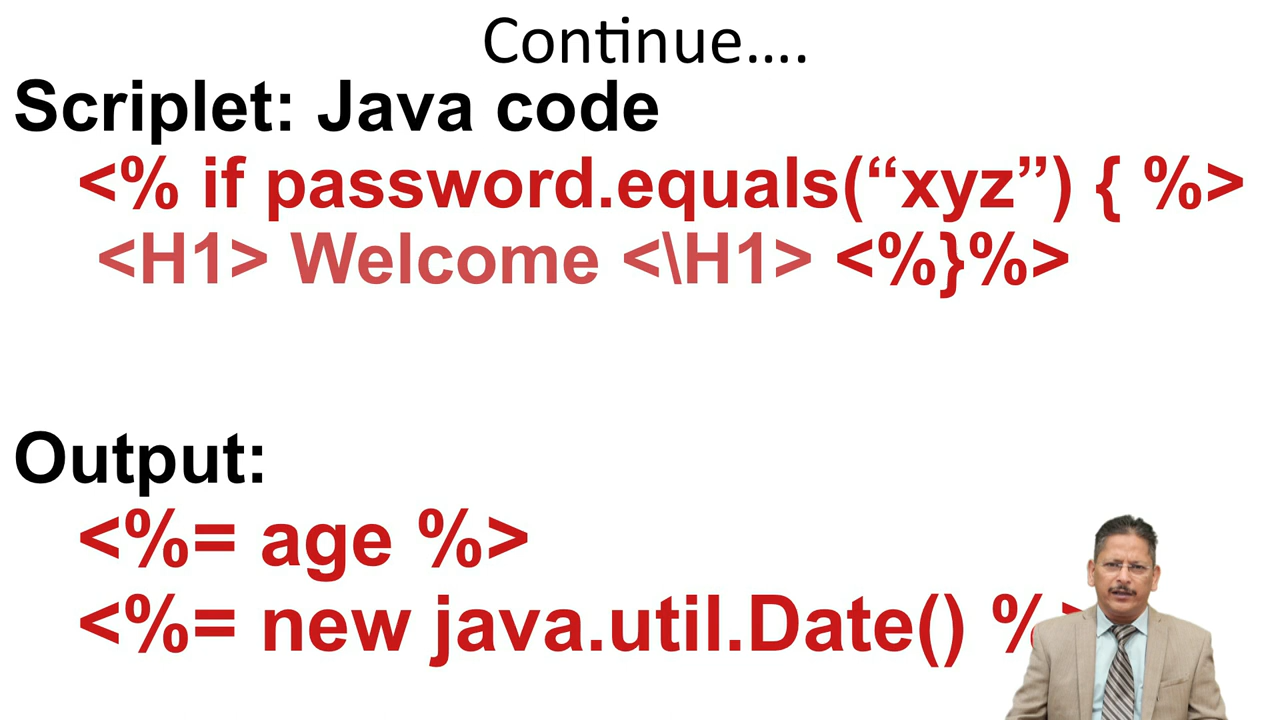 Continue....
Scriplet: Java code
<% if password.equals(“xyz”) { %>
<H1> Welcome <\H1> <%}%>
Output:
<%= age %>
<%= new java.util.Date() %>